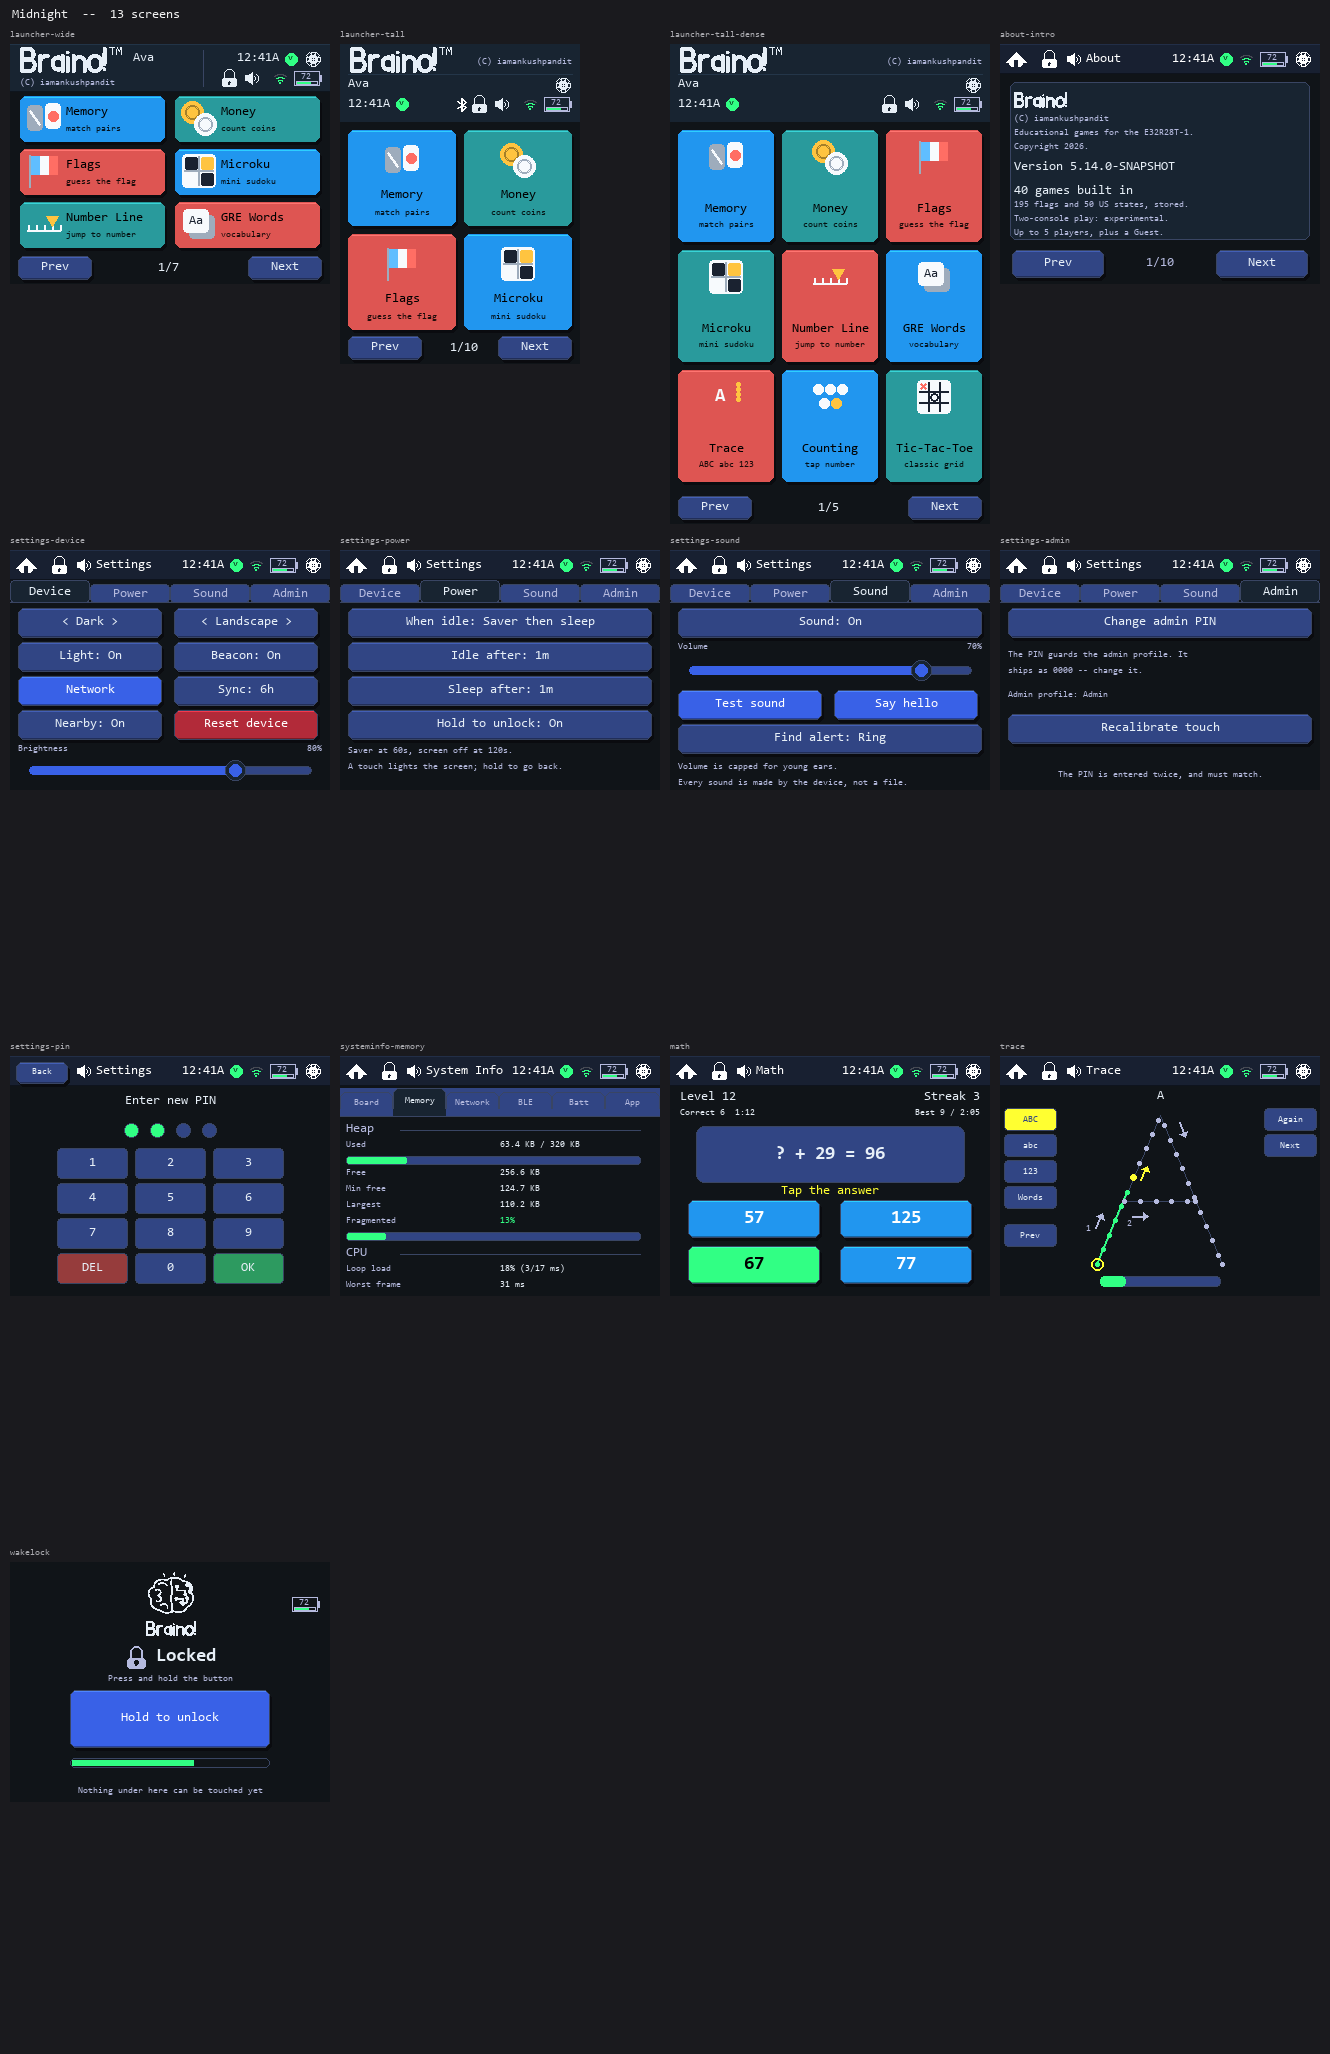 Midnight  --  13 screens
launcher-wide
Braino!™ Ava 12:41A V
(C) iamankushpandit 72
Memory
match pairs
Money
count coins
Flags
guess the flag
Microku
mini sudoku
Number Line
jump to number
Aa GRE Words
vocabulary
Prev 1/7 Next
launcher-tall
Braino!™ (C) iamankushpandit
Ava
12:41A V 72
Memory
match pairs
Money
count coins
Flags
guess the flag
Microku
mini sudoku
Prev 1/10 Next
launcher-tall-dense
Braino!™ (C) iamankushpandit
Ava
12:41A V 72
Memory
match pairs
Money
count coins
Flags
guess the flag
Microku
mini sudoku
Number Line
jump to number
Aa
GRE Words
vocabulary
A
Trace
ABC abc 123
Counting
tap number
Tic-Tac-Toe
classic grid
Prev 1/5 Next
about-intro
About 12:41A V 72
Braino!
(C) iamankushpandit
Educational games for the E32R28T-1.
Copyright 2026.
Version 5.14.0-SNAPSHOT
40 games built in
195 flags and 50 US states, stored.
Two-console play: experimental.
Up to 5 players, plus a Guest.
Prev 1/10 Next
settings-device
Settings 12:41A V 72
Device Power Sound Admin
< Dark > < Landscape >
Light: On Beacon: On
Network Sync: 6h
Nearby: On Reset device
Brightness 80%
settings-power
Settings 12:41A V 72
Device Power Sound Admin
When idle: Saver then sleep
Idle after: 1m
Sleep after: 1m
Hold to unlock: On
Saver at 60s, screen off at 120s.
A touch lights the screen; hold to go back.
settings-sound
Settings 12:41A V 72
Device Power Sound Admin
Sound: On
Volume 70%
Test sound Say hello
Find alert: Ring
Volume is capped for young ears.
Every sound is made by the device, not a file.
settings-admin
Settings 12:41A V 72
Device Power Sound Admin
Change admin PIN
The PIN guards the admin profile. It
ships as 0000 -- change it.
Admin profile: Admin
Recalibrate touch
The PIN is entered twice, and must match.
settings-pin
Back Settings 12:41A V 72
Enter new PIN
1 2 3
4 5 6
7 8 9
DEL 0 OK
systeminfo-memory
System Info 12:41A V 72
Board Memory Network BLE Batt App
Heap
Used 63.4 KB / 320 KB
Free 256.6 KB
Min free 124.7 KB
Largest 110.2 KB
Fragmented 13%
CPU
Loop load 18% (3/17 ms)
Worst frame 31 ms
math
Math 12:41A V 72
Level 12 Streak 3
Correct 6  1:12 Best 9 / 2:05
? + 29 = 96
Tap the answer
57 125
67 77
trace
Trace 12:41A V 72
A
ABC Again
abc Next
123
Words
Prev
1 2
wakelock
72
Braino!
Locked
Press and hold the button
Hold to unlock
Nothing under here can be touched yet